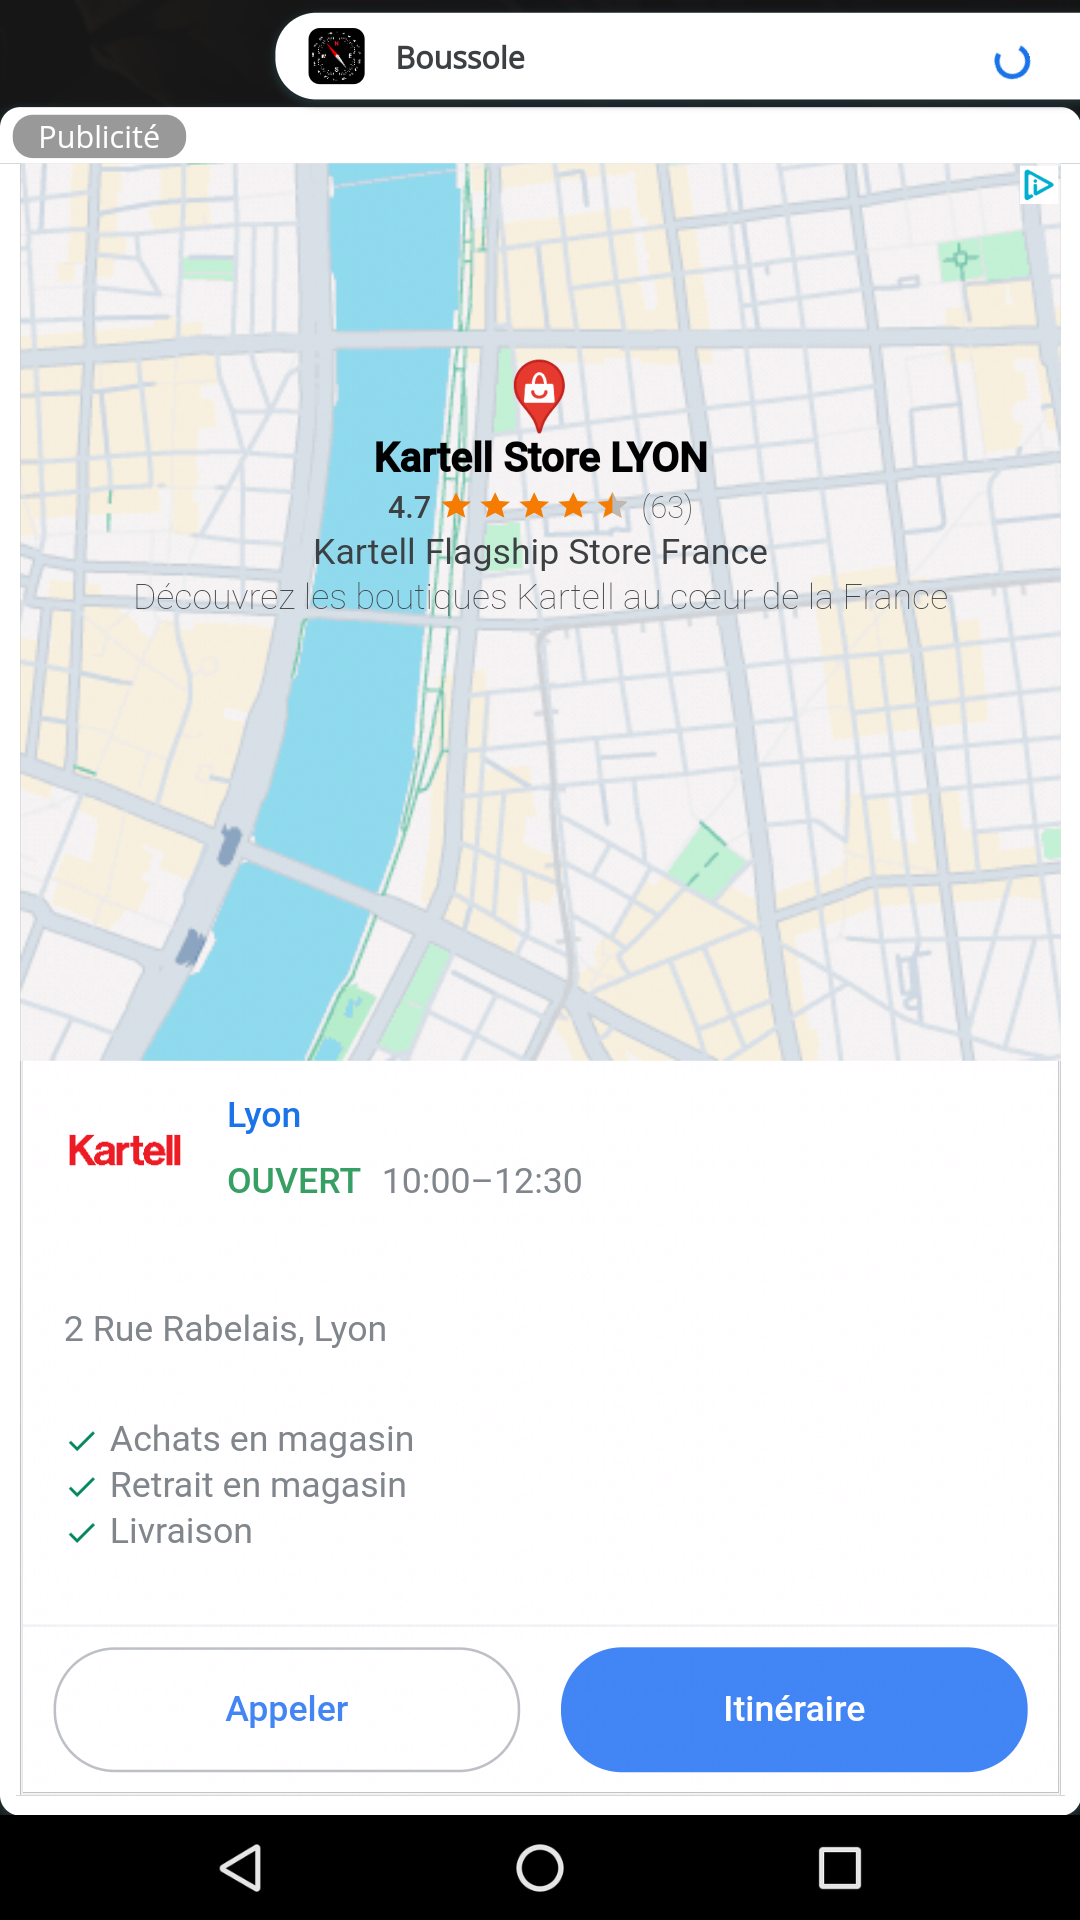 Boussole
Publicité
Kartell Store LYON
4.7 (63)
Kartell Flagship Store France
Découvrez les boutiques Kartell au cœur de la France
Kartell
Lyon
OUVERT 10:00–12:30
2 Rue Rabelais, Lyon
Achats en magasin
Retrait en magasin
Livraison
Appeler
Itinéraire